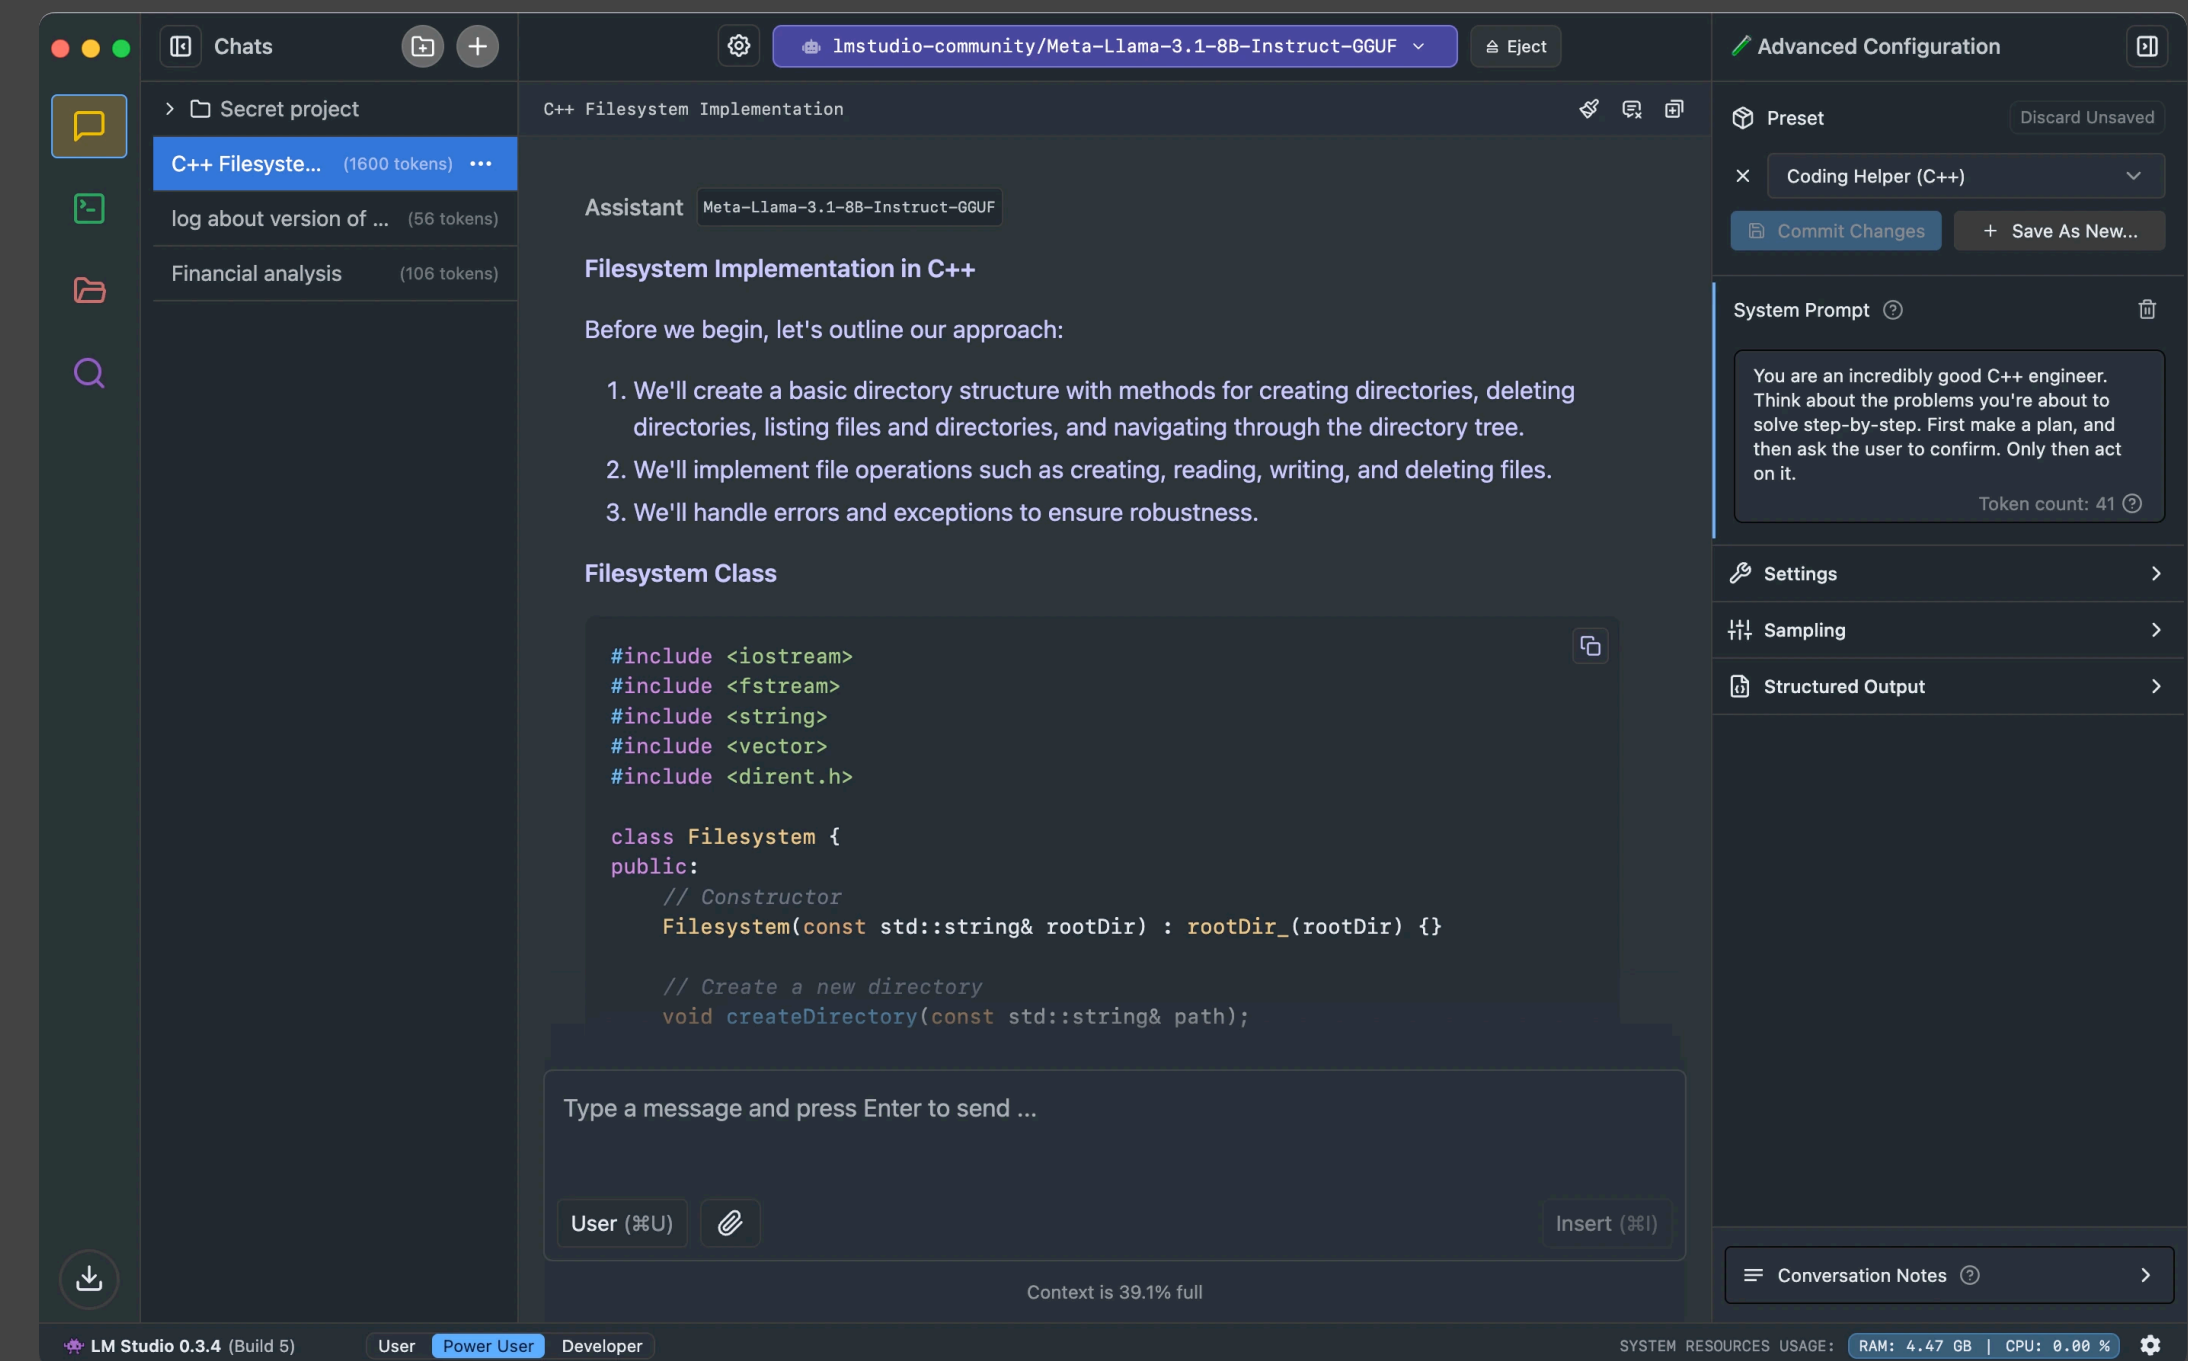 Chats
lmstudio-community/Meta-Llama-3.1-8B-Instruct-GGUF
Eject
Advanced Configuration
Secret project
C++ Filesyste... (1600 tokens)
log about version of ... (56 tokens)
Financial analysis (106 tokens)
C++ Filesystem Implementation
Assistant Meta-Llama-3.1-8B-Instruct-GGUF
Filesystem Implementation in C++
Before we begin, let's outline our approach:
1. We'll create a basic directory structure with methods for creating directories, deleting
directories, listing files and directories, and navigating through the directory tree.
2. We'll implement file operations such as creating, reading, writing, and deleting files.
3. We'll handle errors and exceptions to ensure robustness.
Filesystem Class
#include <iostream>
#include <fstream>
#include <string>
#include <vector>
#include <dirent.h>
class Filesystem {
public:
// Constructor
Filesystem(const std::string& rootDir) : rootDir_(rootDir) {}
// Create a new directory
void createDirectory(const std::string& path);
Type a message and press Enter to send ...
User (⌘U)
Insert (⌘I)
Context is 39.1% full
Preset
Discard Unsaved
Coding Helper (C++)
Commit Changes
+ Save As New...
System Prompt
You are an incredibly good C++ engineer.
Think about the problems you're about to
solve step-by-step. First make a plan, and
then ask the user to confirm. Only then act
on it.
Token count: 41
Settings
Sampling
Structured Output
Conversation Notes
LM Studio 0.3.4 (Build 5)
User
Power User
Developer
SYSTEM RESOURCES USAGE:
RAM: 4.47 GB | CPU: 0.00 %